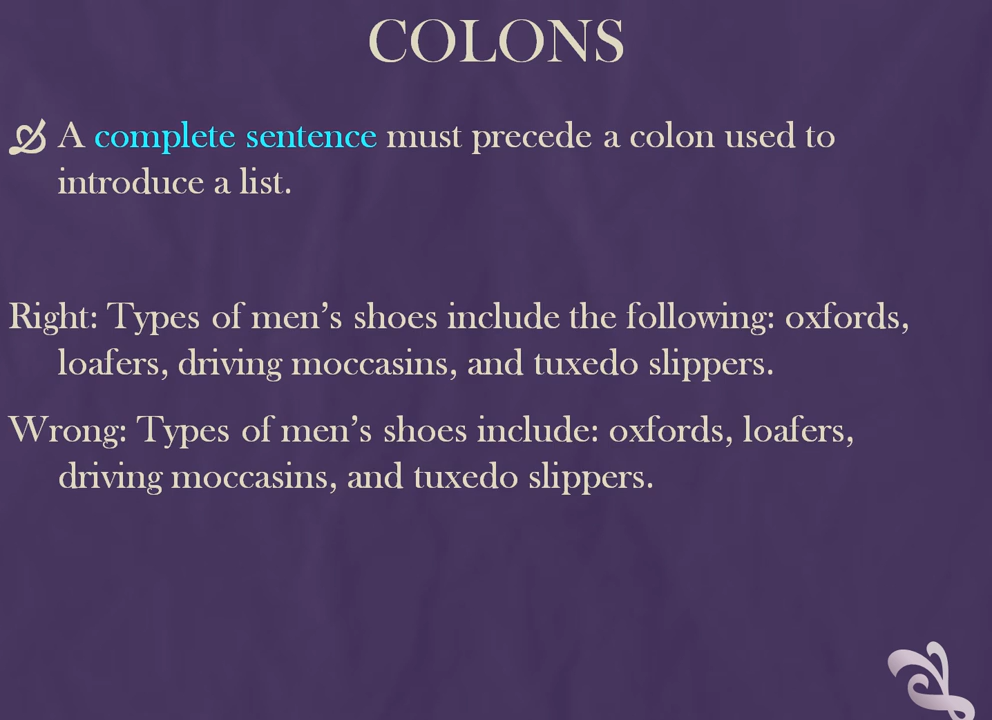 COLONS
A complete sentence must precede a colon used to
introduce a list.
Right: Types of men’s shoes include the following: oxfords,
loafers, driving moccasins, and tuxedo slippers.
Wrong: Types of men’s shoes include: oxfords, loafers,
driving moccasins, and tuxedo slippers.